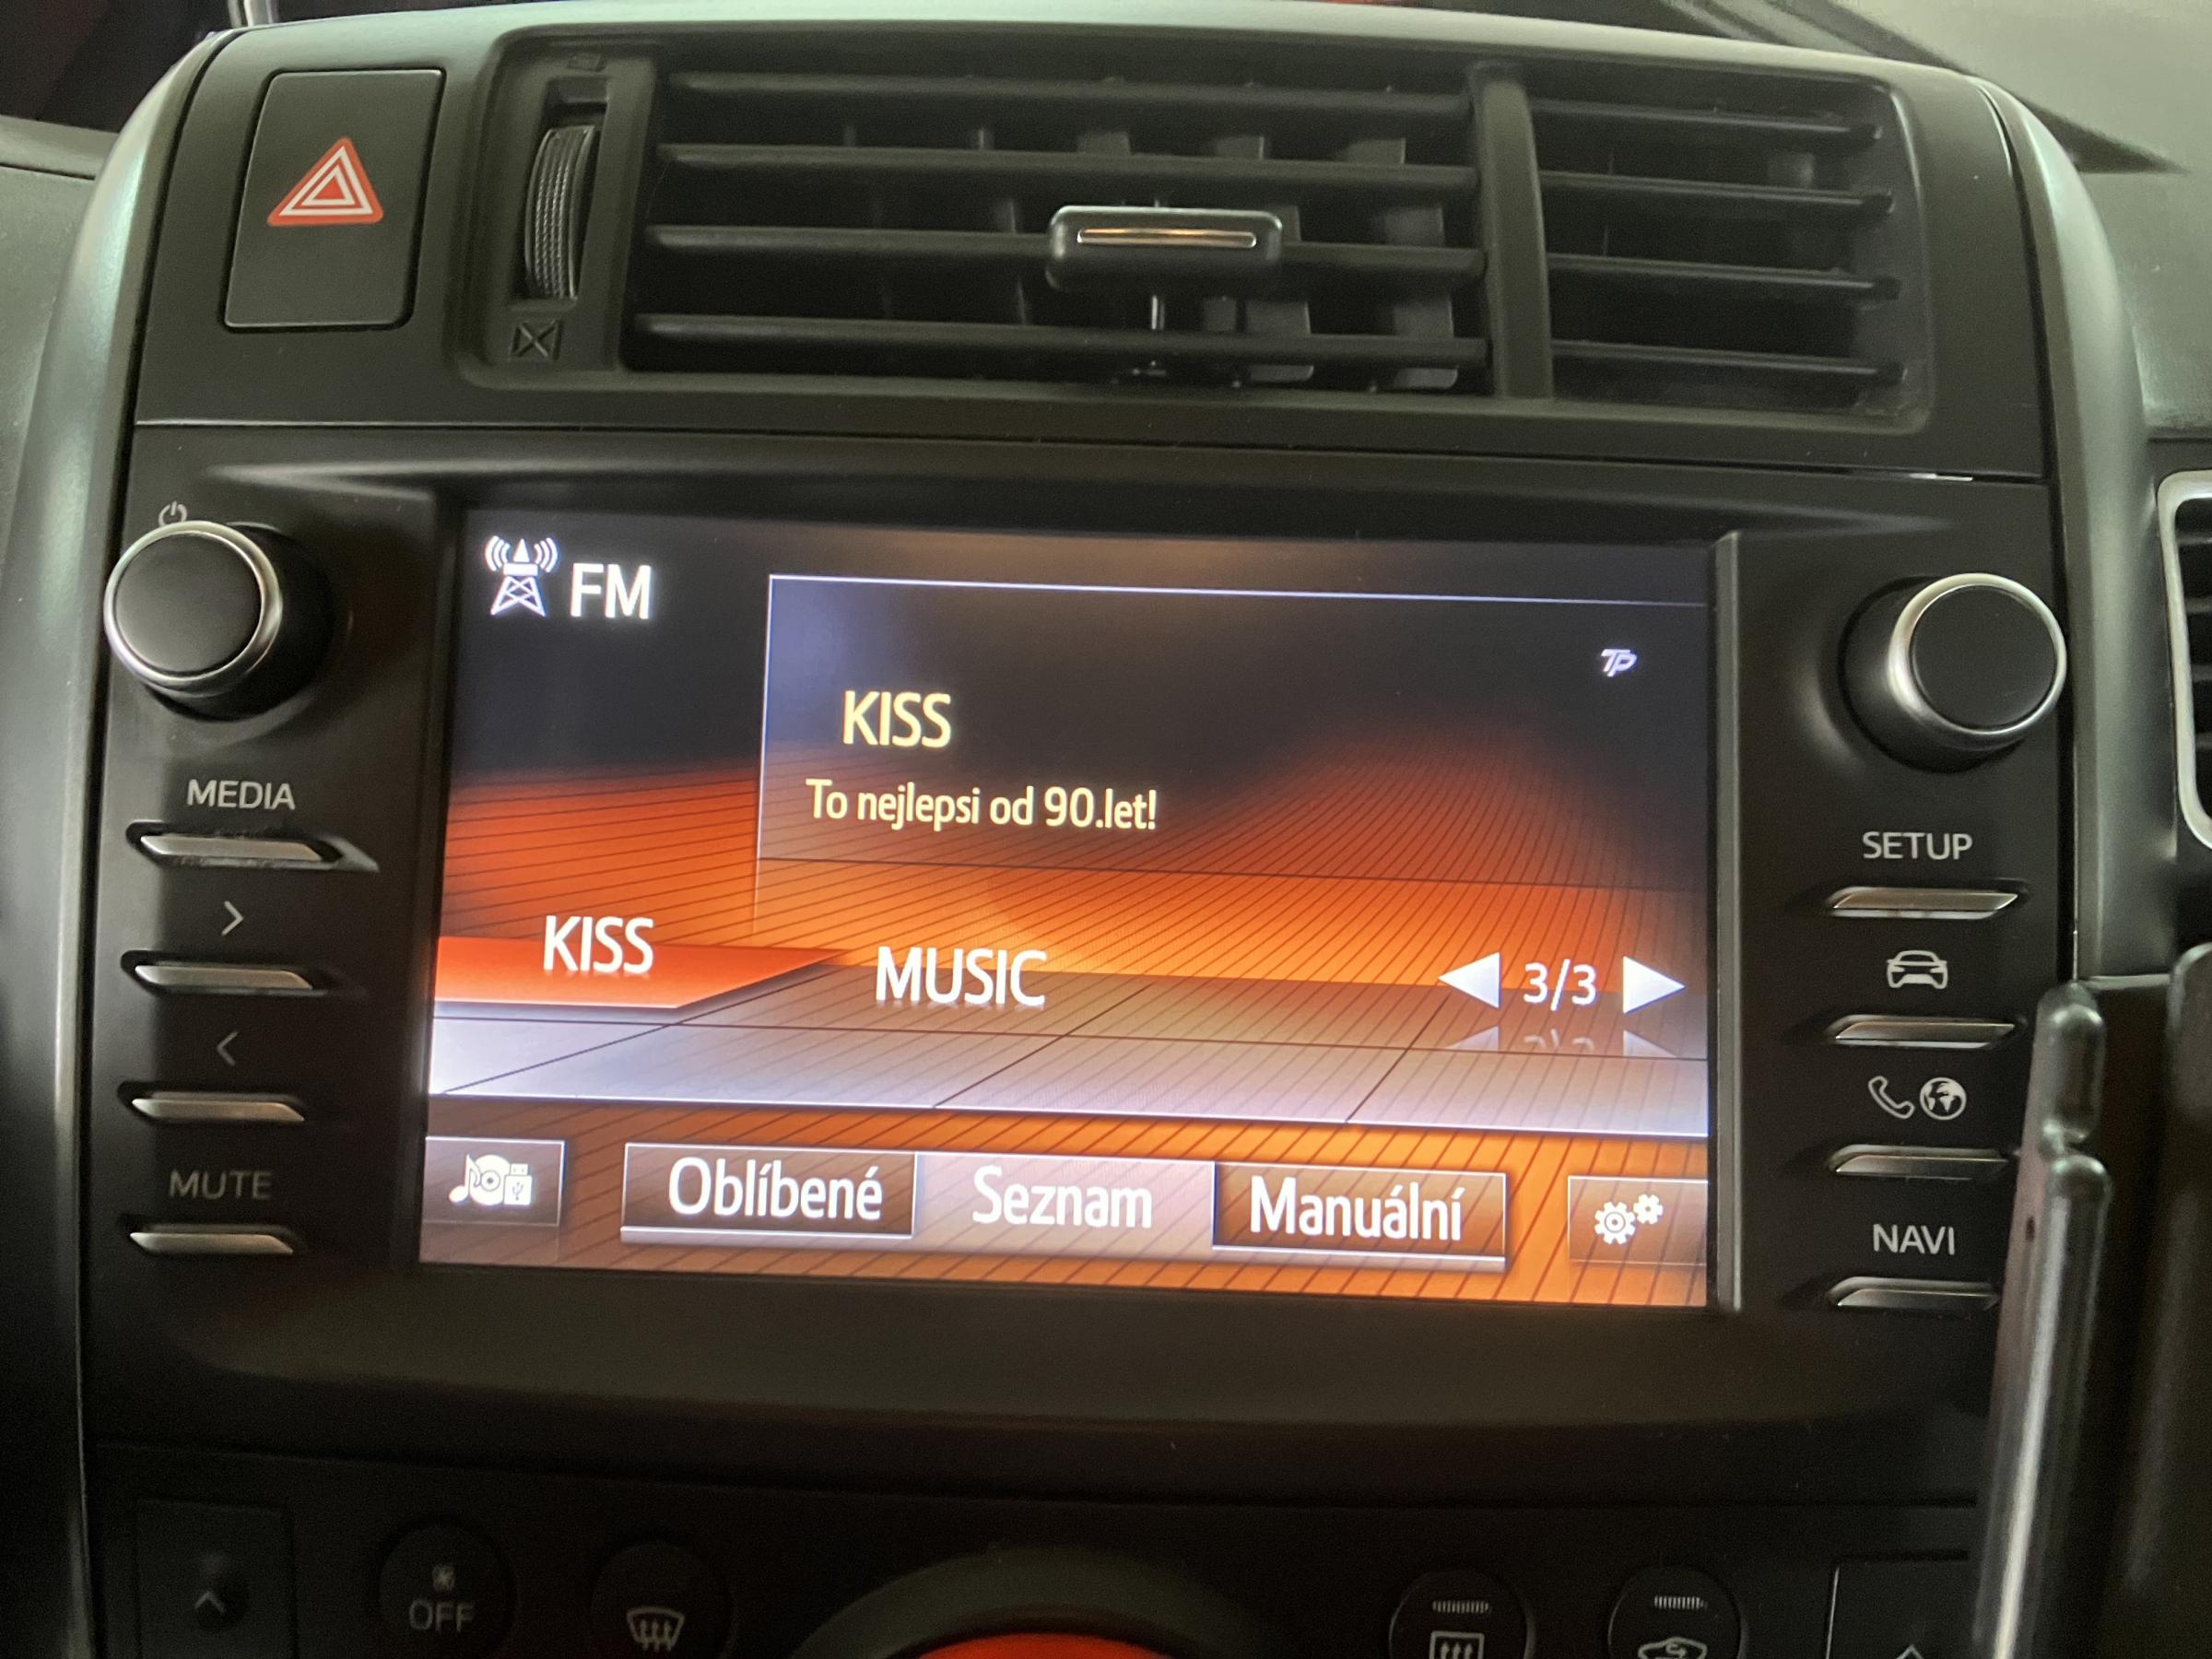 FM
TP
KISS
To nejlepsi od 90.let!
KISS
MUSIC
3/3
Oblíbené
Seznam
Manuální
MEDIA
MUTE
SETUP
NAVI
OFF